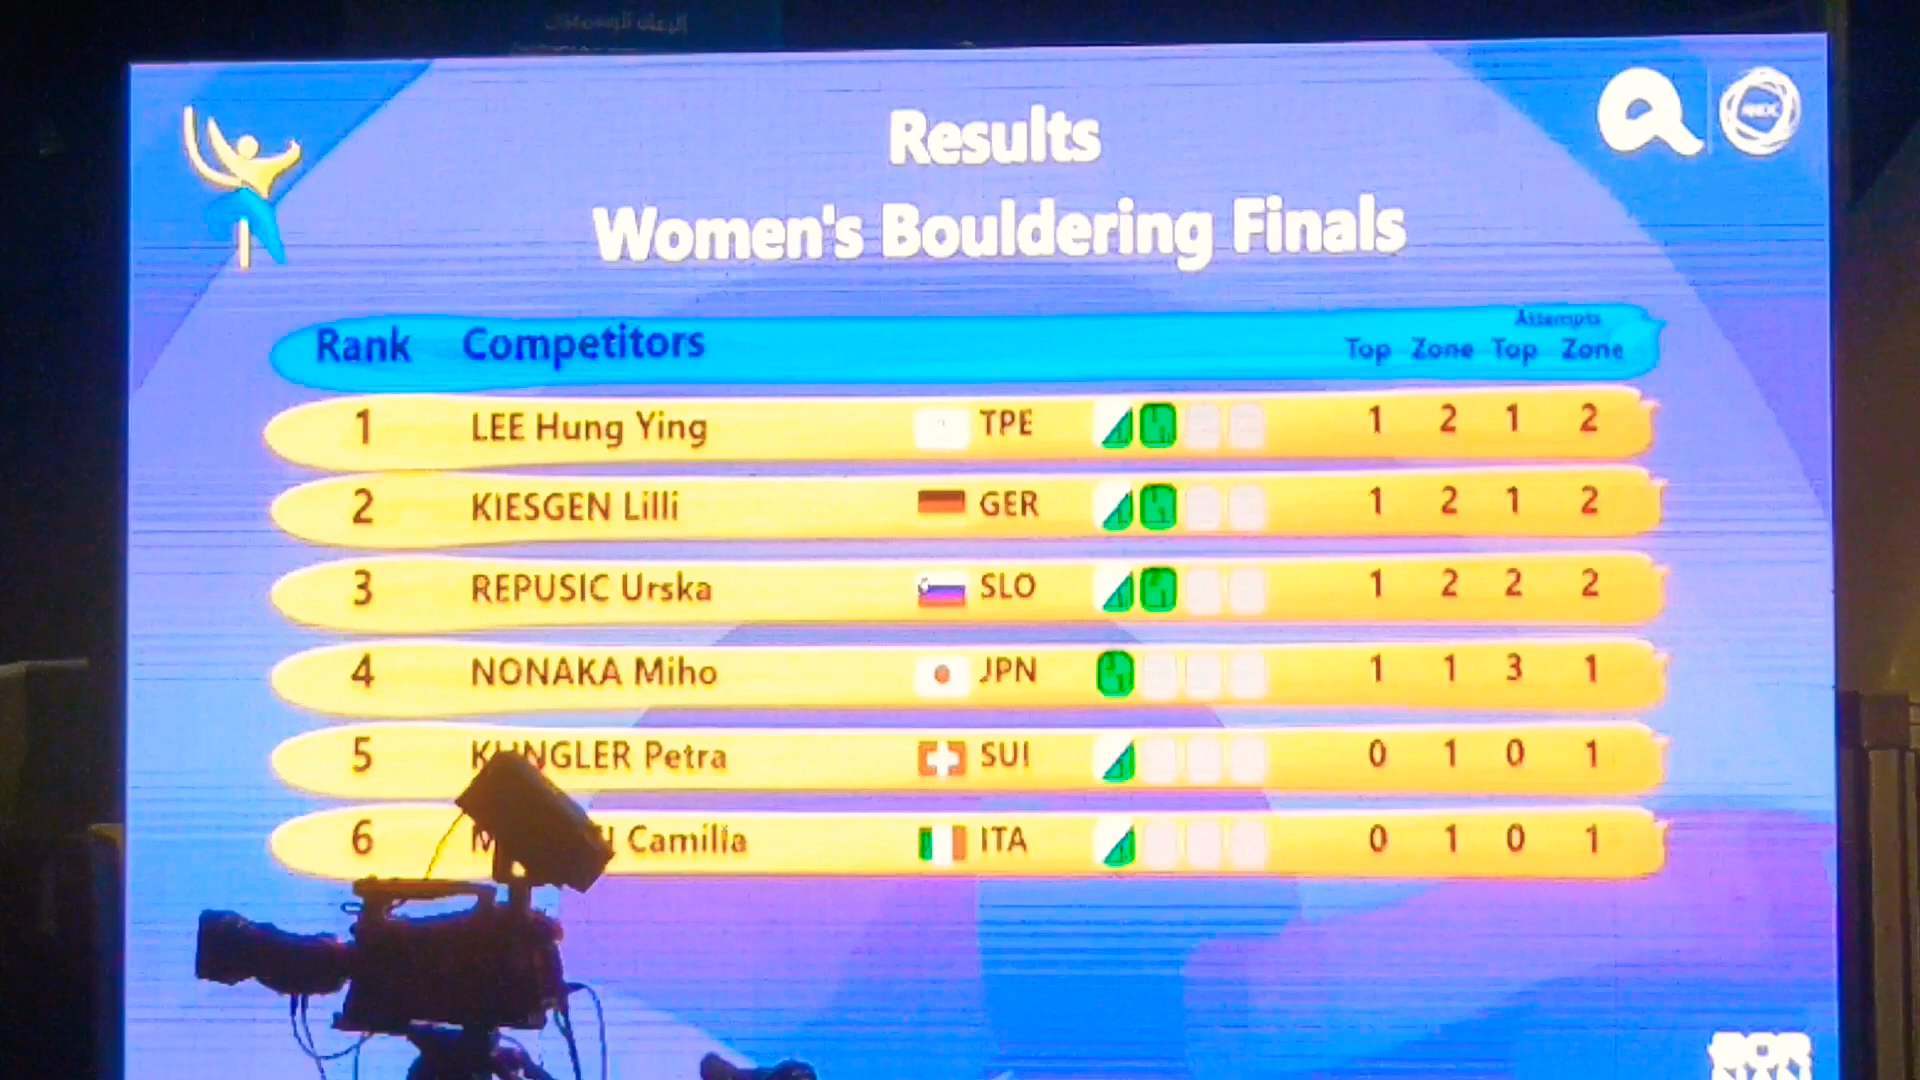 Results
Women's Bouldering Finals
Rank Competitors Top Zone Attempts Top Zone
1 LEE Hung Ying TPE 1 2 1 2
2 KIESGEN Lilli GER 1 2 1 2
3 REPUSIC Urska SLO 1 2 2 2
4 NONAKA Miho JPN 1 1 3 1
5 Petra SUI 0 1 0 1
6 Camilla ITA 0 1 0 1